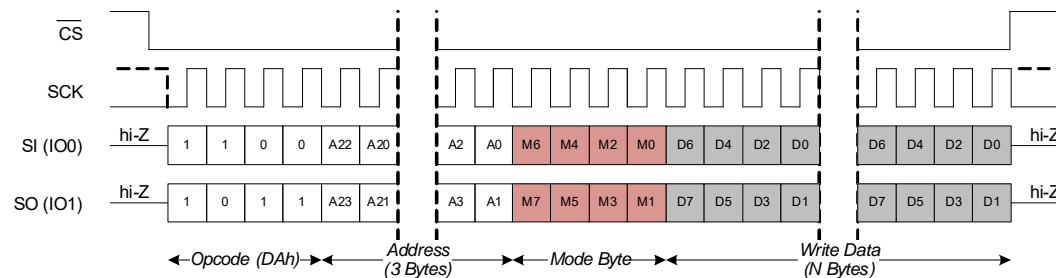 CS
SCK
hi-Z hi-Z
SI (IO0) 1 1 0 0 A22 A20 A2 A0 M6 M4 M2 M0 D6 D4 D2 D0 D6 D4 D2 D0
hi-Z hi-Z
SO (IO1) 1 0 1 1 A23 A21 A3 A1 M7 M5 M3 M1 D7 D5 D3 D1 D7 D5 D3 D1
Opcode (DAh) Address Mode Byte Write Data
(3 Bytes) (N Bytes)